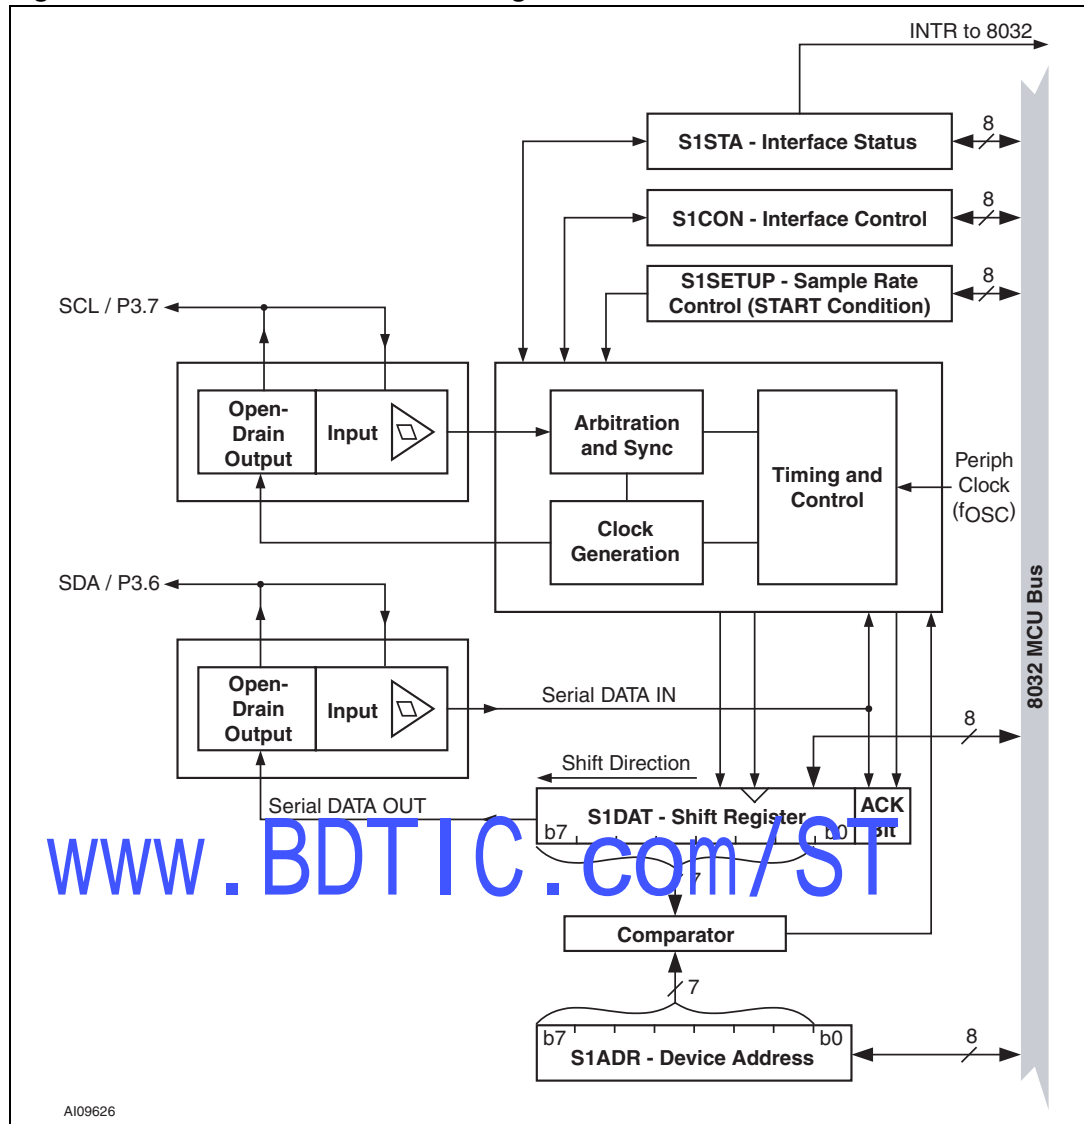 INTR to 8032
S1STA - Interface Status
8
S1CON - Interface Control
8
S1SETUP - Sample Rate
Control (START Condition)
8
SCL / P3.7
Open-
Drain
Output
Input
Arbitration
and Sync
Timing and
Control
Clock
Generation
Periph
Clock
(fOSC)
SDA / P3.6
Open-
Drain
Output
Input
Serial DATA IN
8032 MCU Bus
8
Shift Direction
Serial DATA OUT
S1DAT - Shift Register
ACK
Bit
b7
b0
7
www.BDTIC.com/ST
Comparator
7
b7
b0
S1ADR - Device Address
8
AI09626